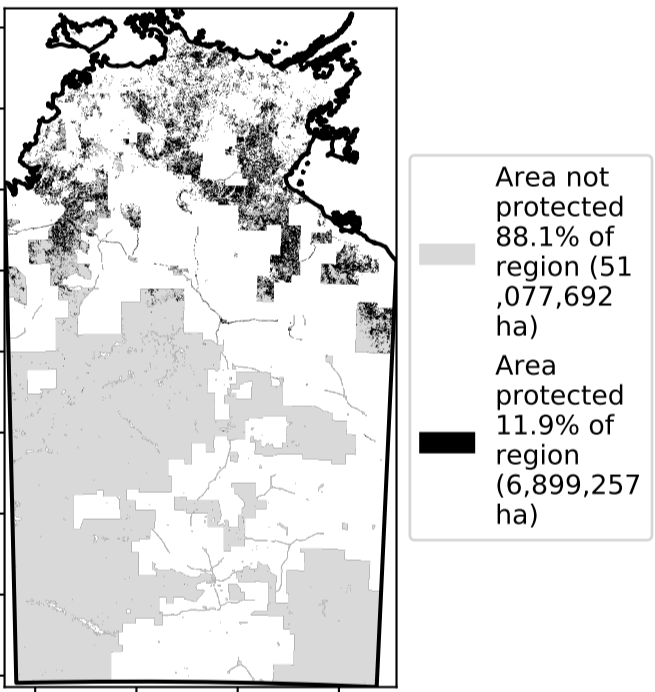 Area not
protected
88.1% of
region (51
,077,692
ha)
Area
protected
11.9% of
region
(6,899,257
ha)